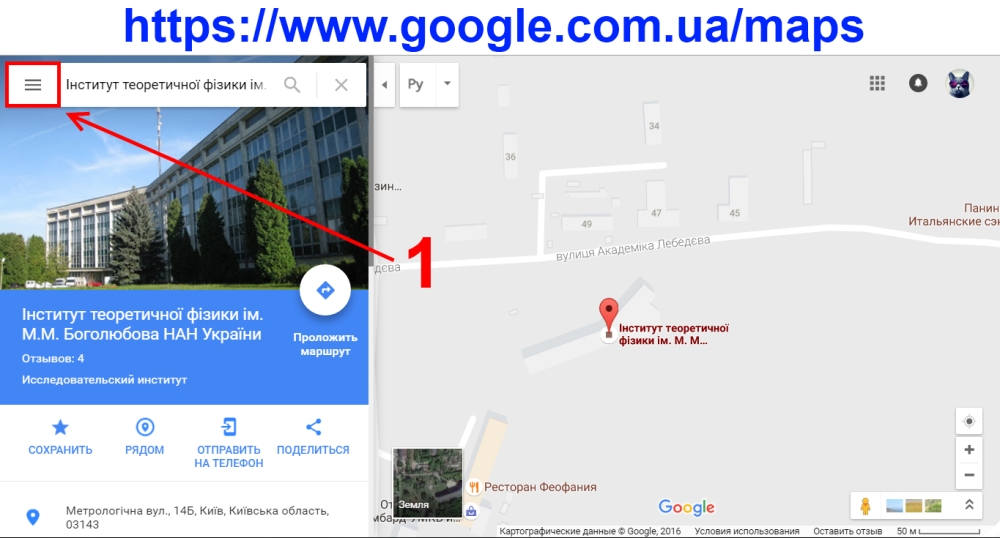 https://www.google.com.ua/maps
Інститут теоретичної фізики ім.
Ру
34
36
зин...
49
47
45
Панин
Итальянские сэн
вулиця Академіка Лебедєва
дєва
1
Інститут теоретичної фізики ім.
М.М. Боголюбова НАН України
Проложить
маршрут
Отзывов: 4
Исследовательский институт
Інститут теоретичної
фізики ім. М. М...
СОХРАНИТЬ
РЯДОМ
ОТПРАВИТЬ
НА ТЕЛЕФОН
ПОДЕЛИТЬСЯ
Метрологічна вул., 14Б, Київ, Київська область,
03143
Земля
Ресторан Феофания
Google
Картографические данные © Google, 2016
Условия использования
Оставить отзыв
50 м